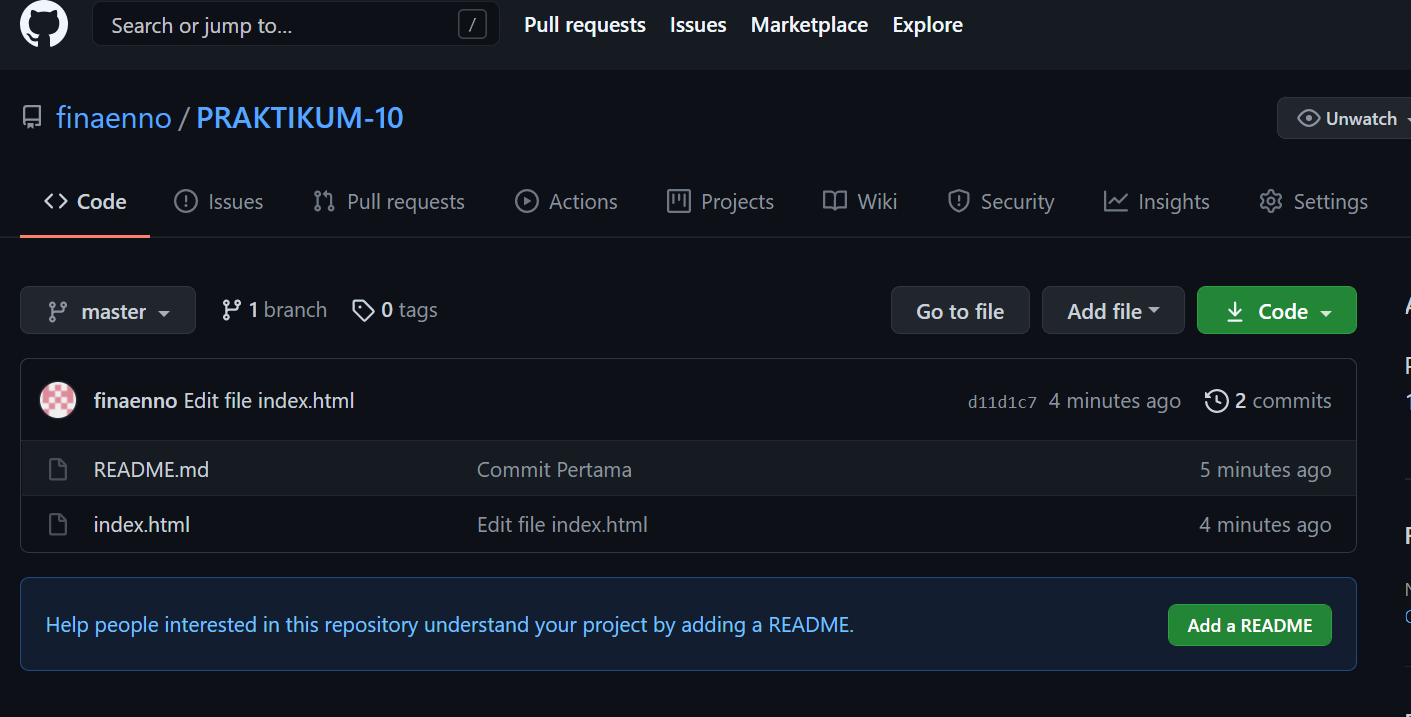 Search or jump to... /
Pull requests Issues Marketplace Explore
finaenno / PRAKTIKUM-10
Unwatch
Code Issues Pull requests Actions Projects Wiki Security Insights Settings
master 1 branch 0 tags Go to file Add file Code
finaenno Edit file index.html d11d1c7 4 minutes ago 2 commits
README.md Commit Pertama 5 minutes ago
index.html Edit file index.html 4 minutes ago
Help people interested in this repository understand your project by adding a README. Add a README